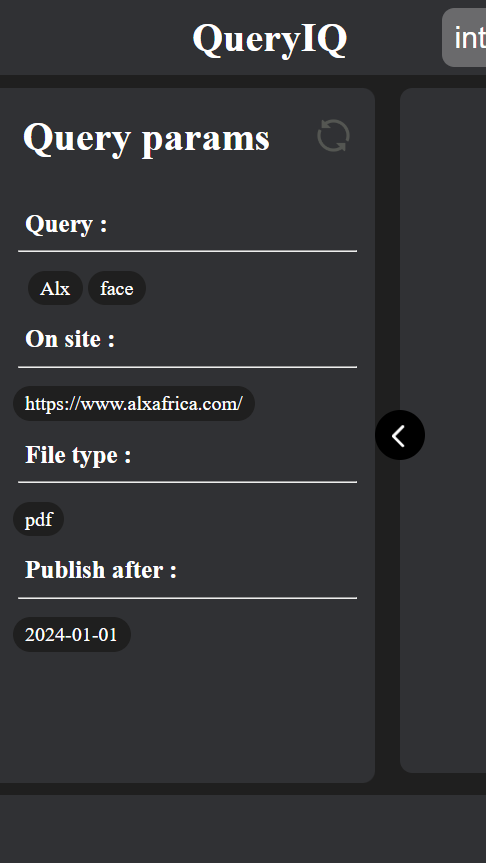 QueryIQ
int
Query params
Query :
Alx face
On site :
https://www.alxafrica.com/
File type :
pdf
Publish after :
2024-01-01